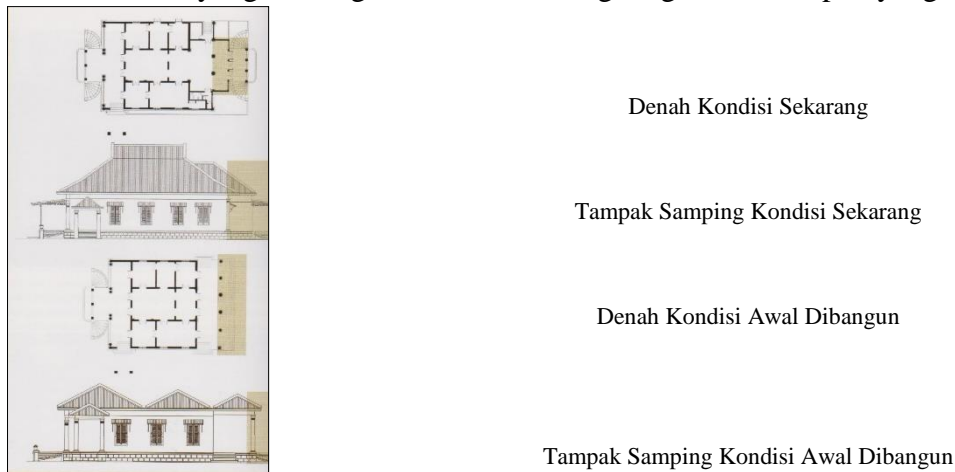 Denah Kondisi Sekarang
Tampak Samping Kondisi Sekarang
Denah Kondisi Awal Dibangun
Tampak Samping Kondisi Awal Dibangun